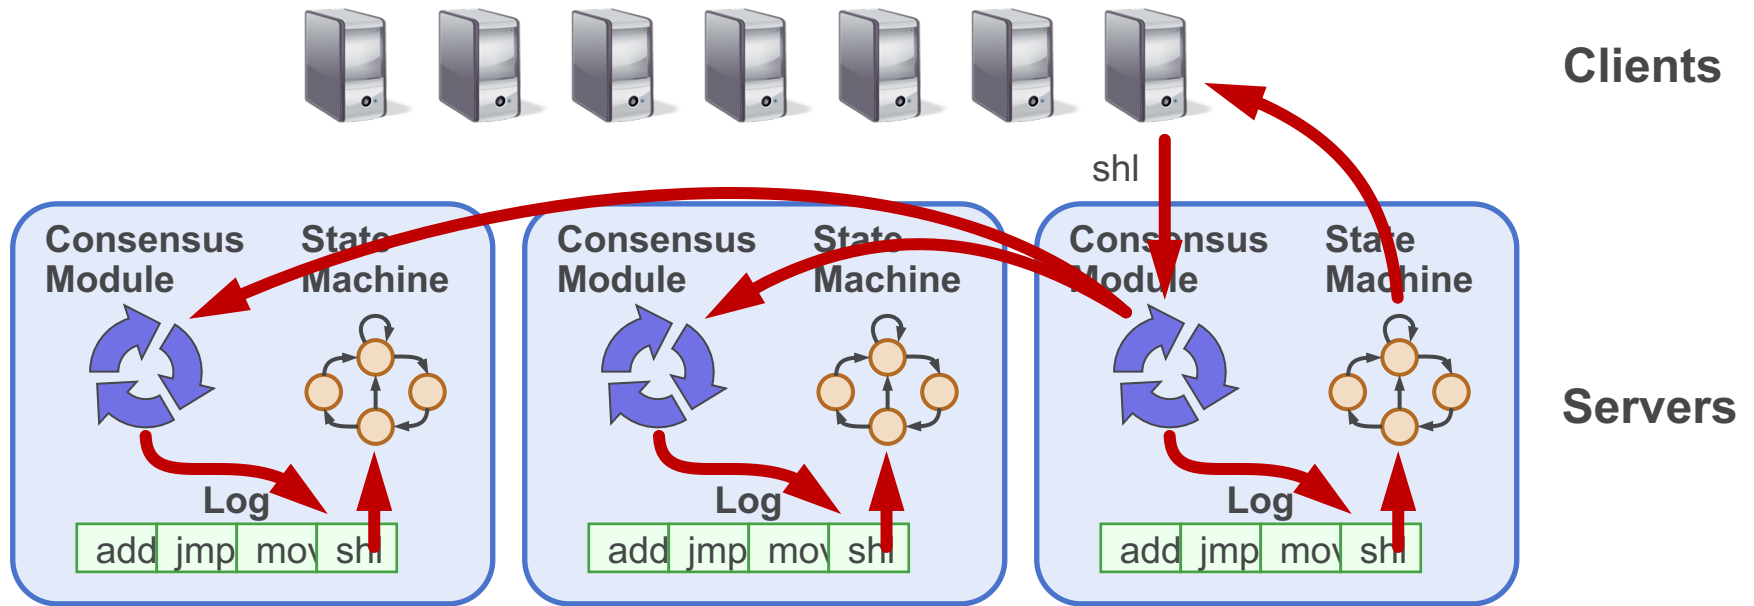 Clients
shl
Consensus
Module
State
Machine
Consensus
Module
State
Machine
Consensus
Module
State
Machine
Servers
Log
add jmp mov shl
Log
add jmp mov shl
Log
add jmp mov shl